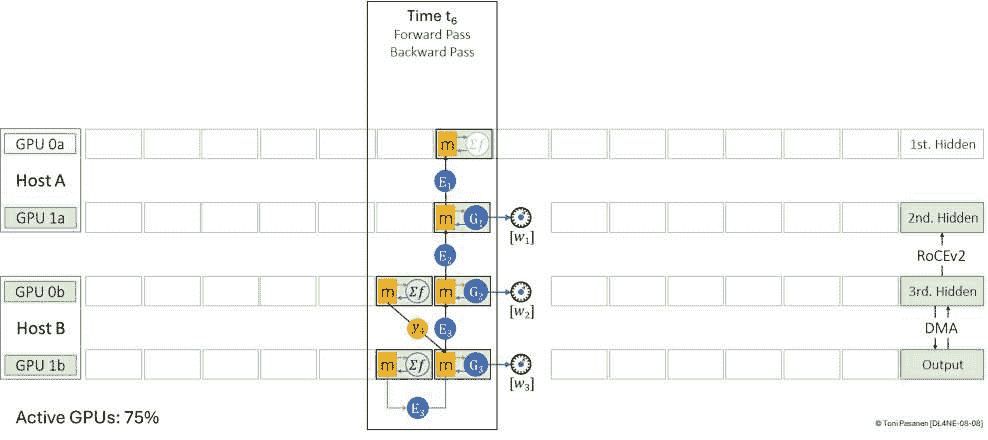 Time t₆
Forward Pass
Backward Pass
GPU 0a
m
Σf
1st. Hidden
Host A
E₁
GPU 1a
m
G₁
2nd. Hidden
[w₁]
E₂
RoCEv2
GPU 0b
m
Σf
m
G₂
3rd. Hidden
[w₂]
Host B
y₄
E₃
DMA
GPU 1b
m
Σf
m
G₃
Output
[w₃]
E₃
Active GPUs: 75%
© Toni Pasanen [DL4NE-08-08]